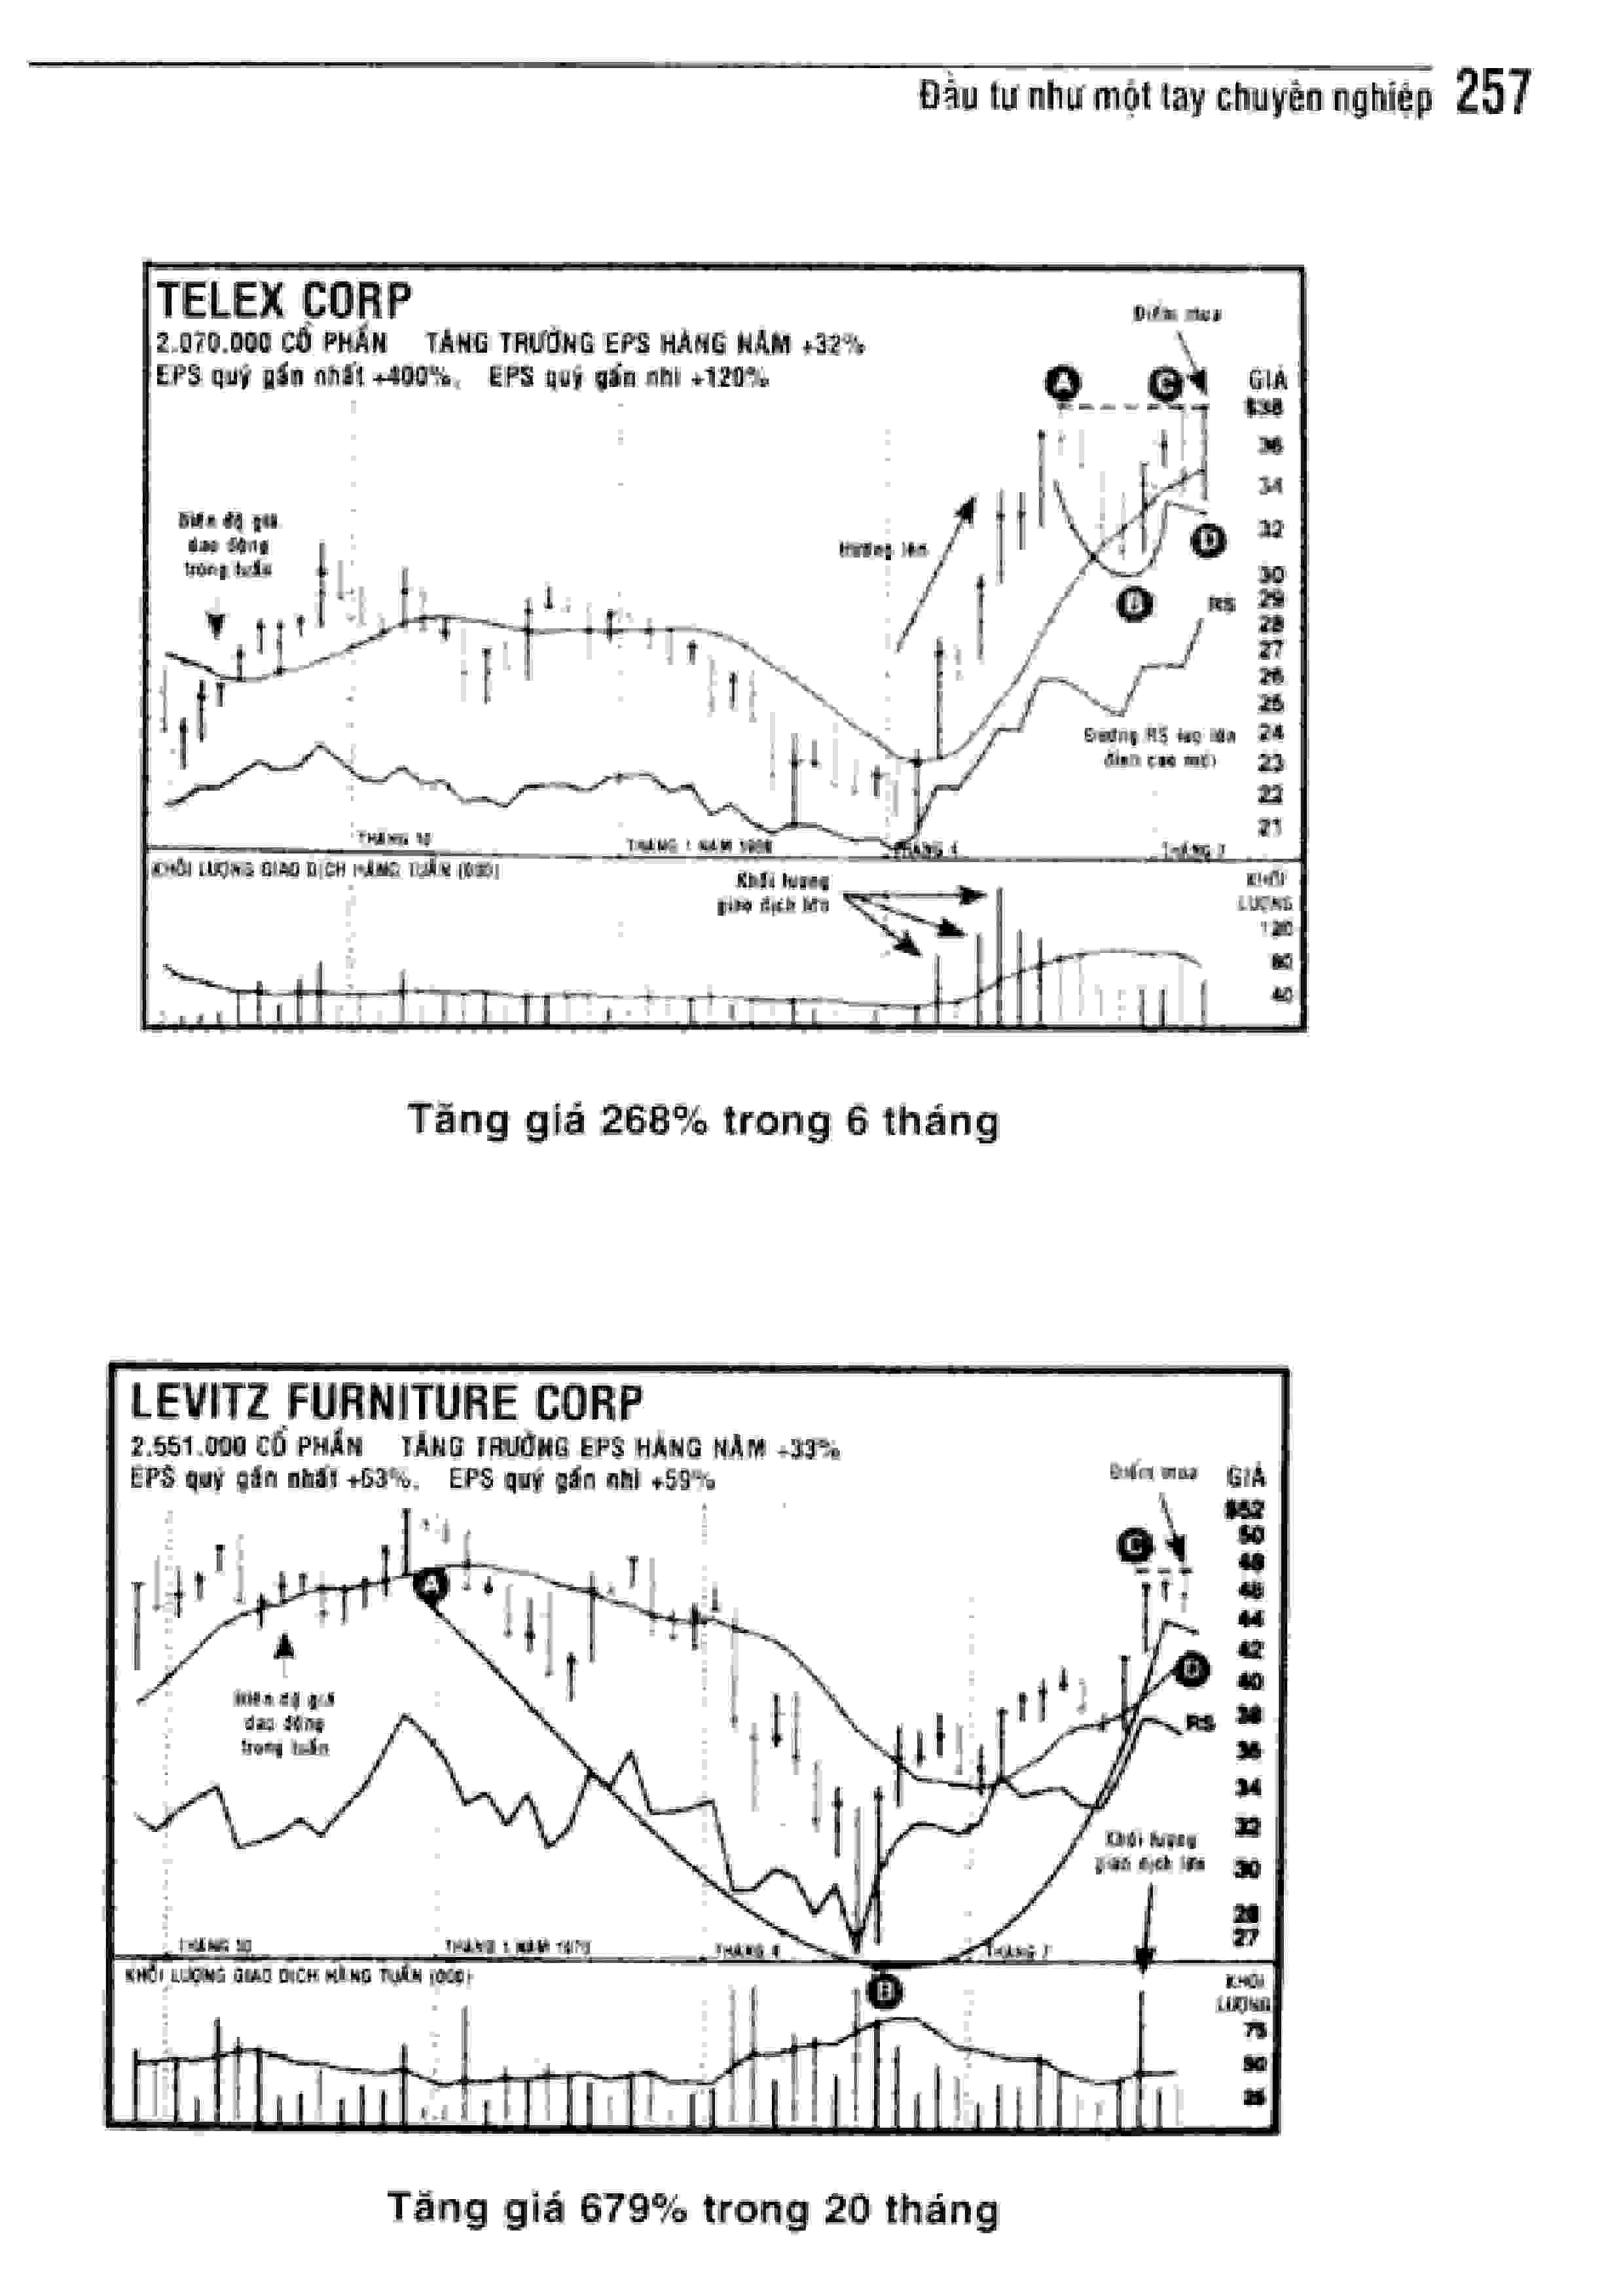 Đầu tư như một tay chuyên nghiệp 257
TELEX CORP
2.070.000 CỔ PHẦN TĂNG TRƯỞNG EPS HÀNG NĂM +32%
EPS quý gần nhất +400%, EPS quý gần nhì +120%
Điểm mua
A
C
GIÁ
$38
36
34
32
30
29
28
27
26
25
24
23
22
21
Biên độ giá
dao động
trong tuần
Hướng lên
D
RS
Đường RS tạo lên
đỉnh cao mới
THÁNG 10
THÁNG 1 NĂM
THÁNG 4
THÁNG 7
KHỐI LƯỢNG GIAO DỊCH HÀNG TUẦN (000)
Khối lượng
giao dịch lớn
KHỐI
LƯỢNG
120
80
40
Tăng giá 268% trong 6 tháng
LEVITZ FURNITURE CORP
2.551.000 CỔ PHẦN TĂNG TRƯỞNG EPS HÀNG NĂM +33%
EPS quý gần nhất +63%, EPS quý gần nhì +59%
Điểm mua
GIÁ
$52
50
48
46
44
42
40
38
36
34
32
30
28
27
C
A
D
RS
Biên độ giá
dao động
trong tuần
Khối lượng
giao dịch lớn
THÁNG 10
THÁNG 1 NĂM 1970
THÁNG 4
THÁNG 7
KHỐI LƯỢNG GIAO DỊCH HÀNG TUẦN (000)
B
KHỐI
LƯỢNG
75
50
25
Tăng giá 679% trong 20 tháng